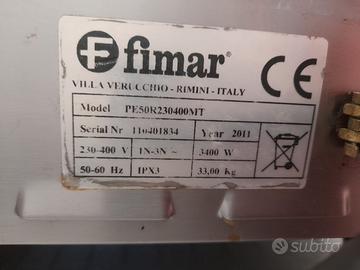 fimar®
CE
VILLA VERUCCHIO - RIMINI - ITALY
Model PE50R230400MT
Serial Nr 110401834 Year 2011
230-400 V 1N-3N ~ 3400 W
50-60 Hz IPX3 33,00 Kg
subito